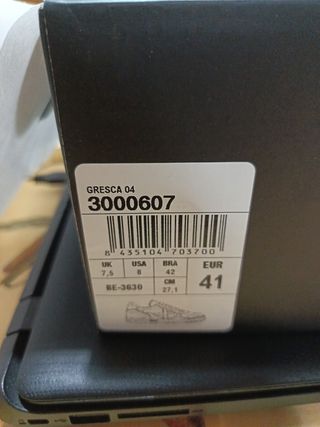 GRESCA 04
3000607
8 435104 703700
UK USA BRA EUR
7,5 8 42 41
BE-3630 CM
27,1